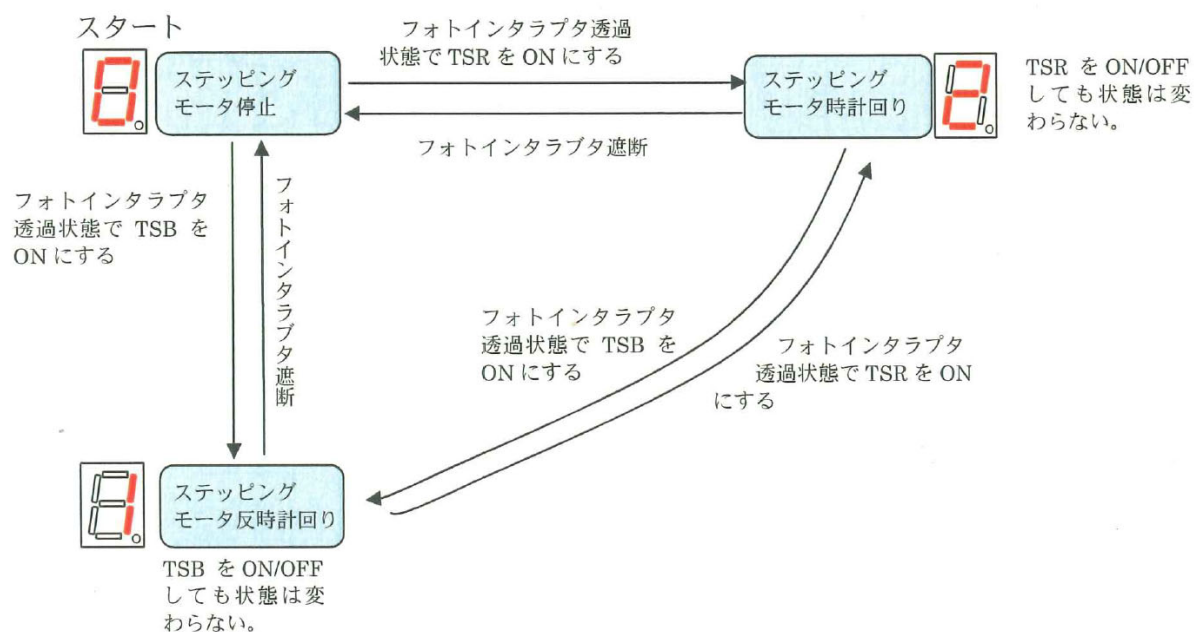 スタート
ステッピング
モータ停止
フォトインタラプタ透過
状態で TSR を ON にする
フォトインタラブタ遮断
ステッピング
モータ時計回り
TSR を ON/OFF
しても状態は変
わらない。
フォトインタラプタ
透過状態で TSB を
ON にする
フォトインタラブタ遮断
フォトインタラプタ
透過状態で TSB を
ON にする
フォトインタラプタ
透過状態で TSR を ON
にする
ステッピング
モータ反時計回り
TSB を ON/OFF
しても状態は変
わらない。